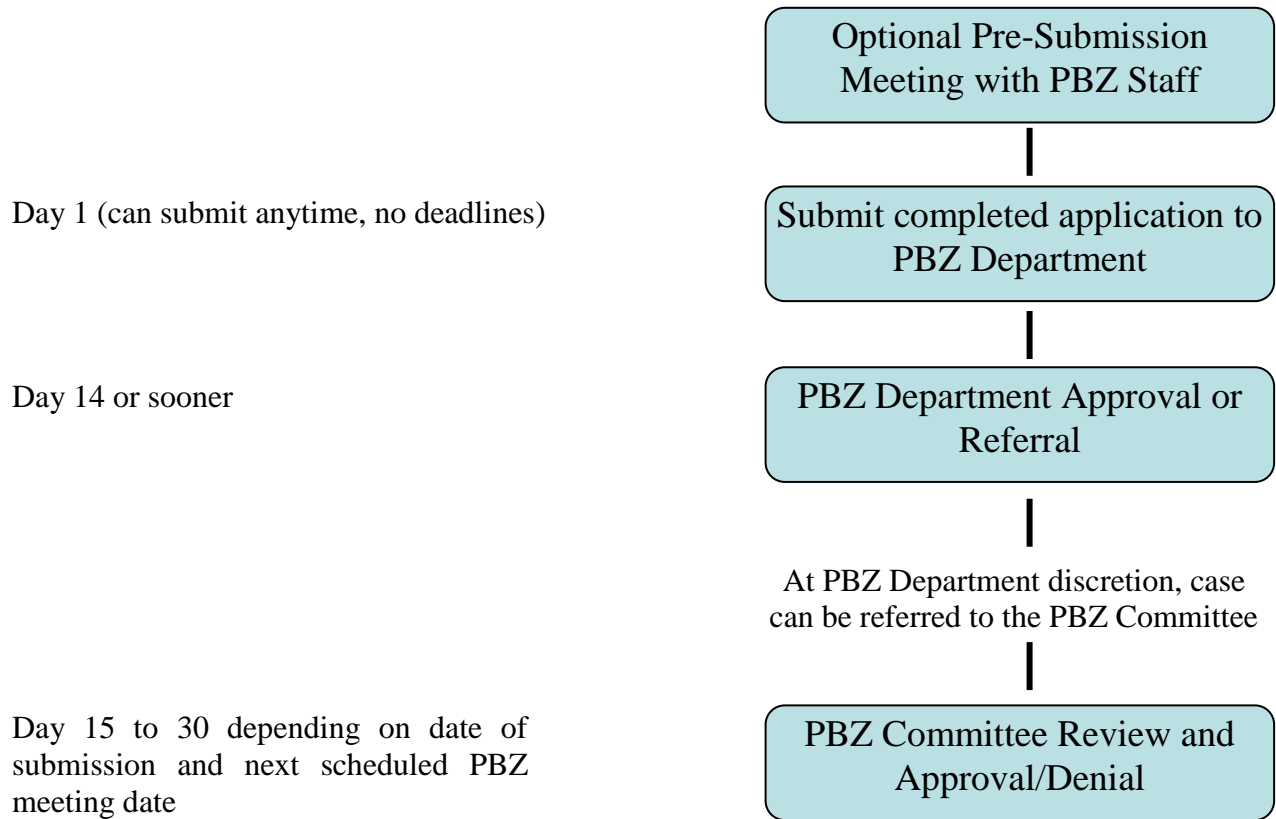 Optional Pre-Submission
Meeting with PBZ Staff
Day 1 (can submit anytime, no deadlines)
Submit completed application to
PBZ Department
Day 14 or sooner
PBZ Department Approval or
Referral
At PBZ Department discretion, case
can be referred to the PBZ Committee
Day 15 to 30 depending on date of
submission and next scheduled PBZ
meeting date
PBZ Committee Review and
Approval/Denial